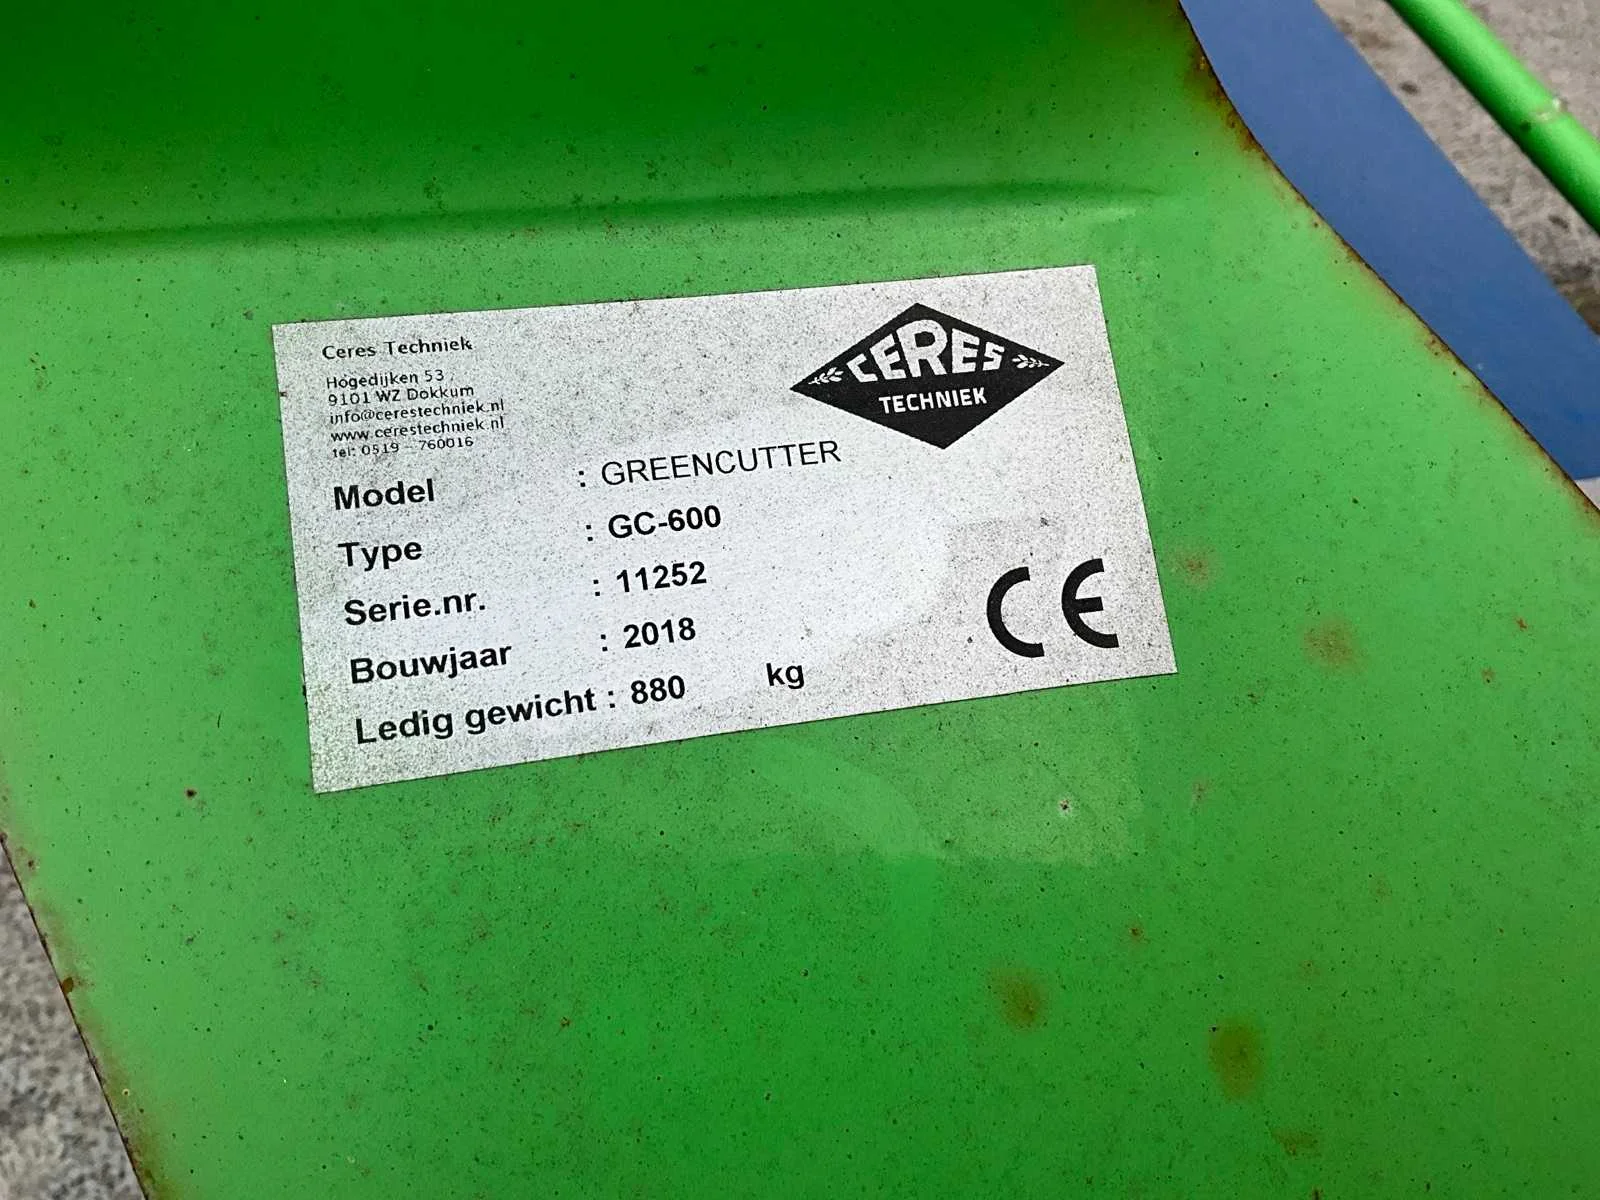 Ceres Techniek
Hogedijken 53
9101 WZ Dokkum
info@cerestechniek.nl
www.cerestechniek.nl
tel: 0519 - 760016
CERES
TECHNIEK
Model : GREENCUTTER
Type : GC-600
Serie.nr. : 11252
Bouwjaar : 2018
Ledig gewicht : 880 kg
CE